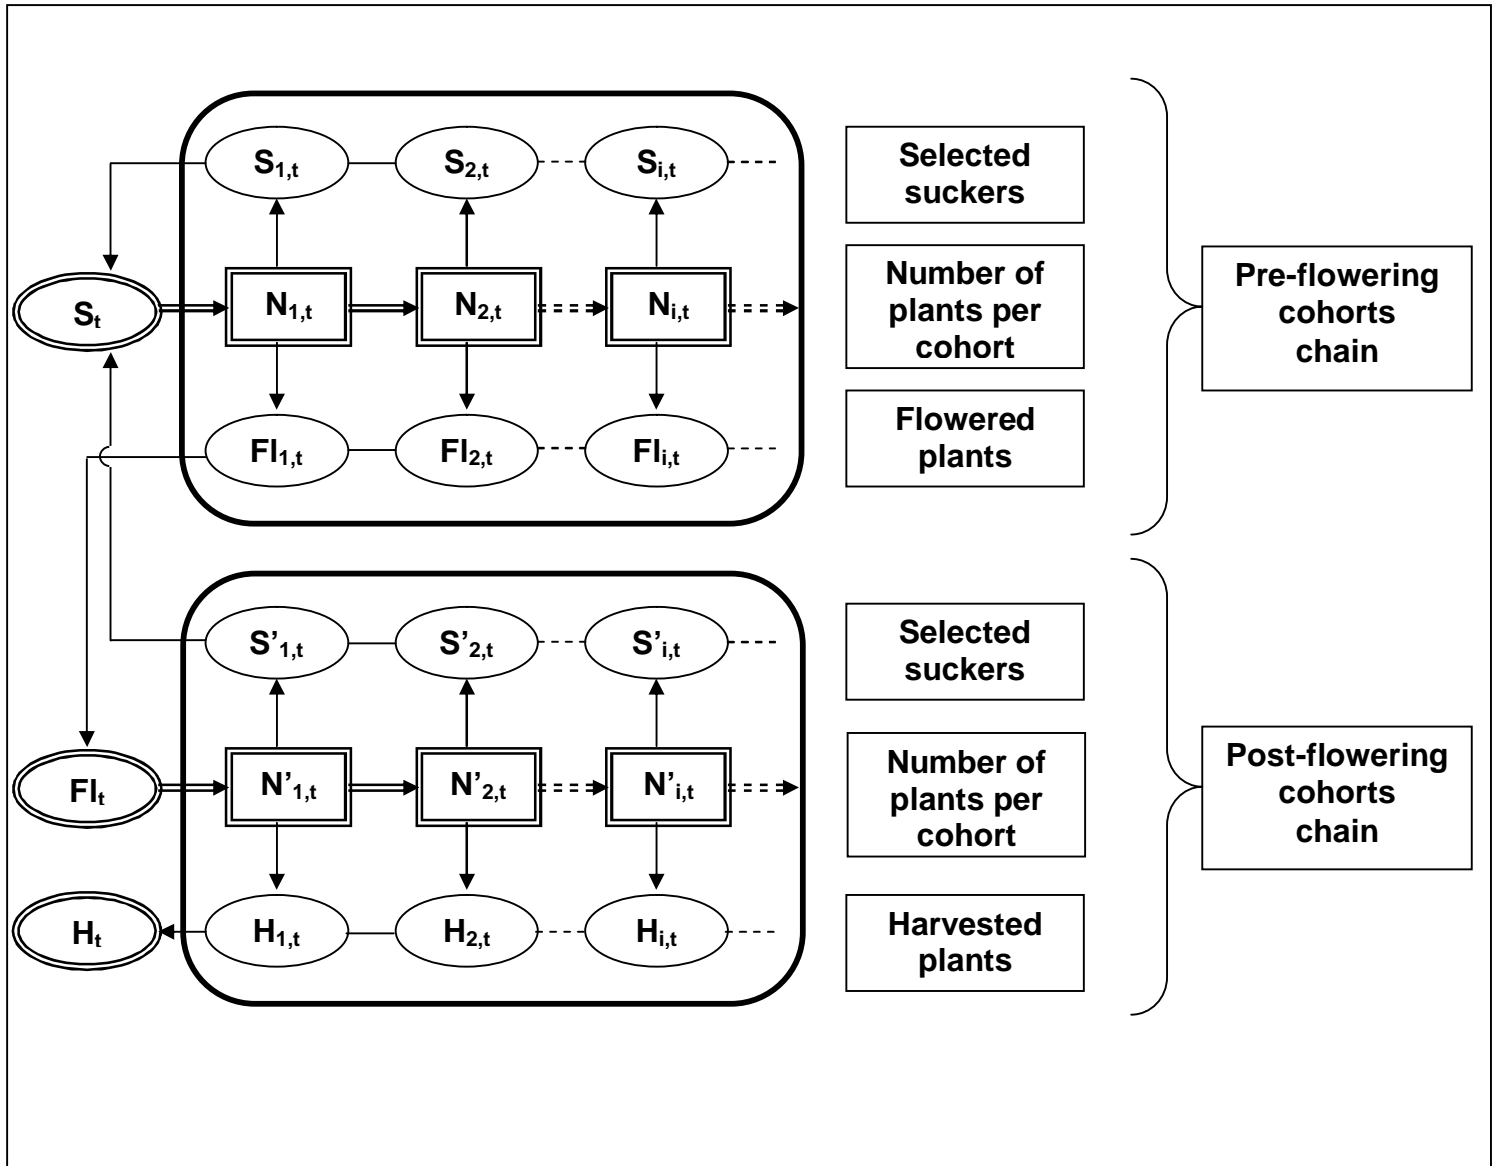 S1,t S2,t Si,t
Selected
suckers
St
N1,t N2,t Ni,t
Number of
plants per
cohort
Pre-flowering
cohorts
chain
Fl1,t Fl2,t Fli,t
Flowered
plants
S’1,t S’2,t S’i,t
Selected
suckers
Flt
N’1,t N’2,t N’i,t
Number of
plants per
cohort
Post-flowering
cohorts
chain
Ht
H1,t H2,t Hi,t
Harvested
plants